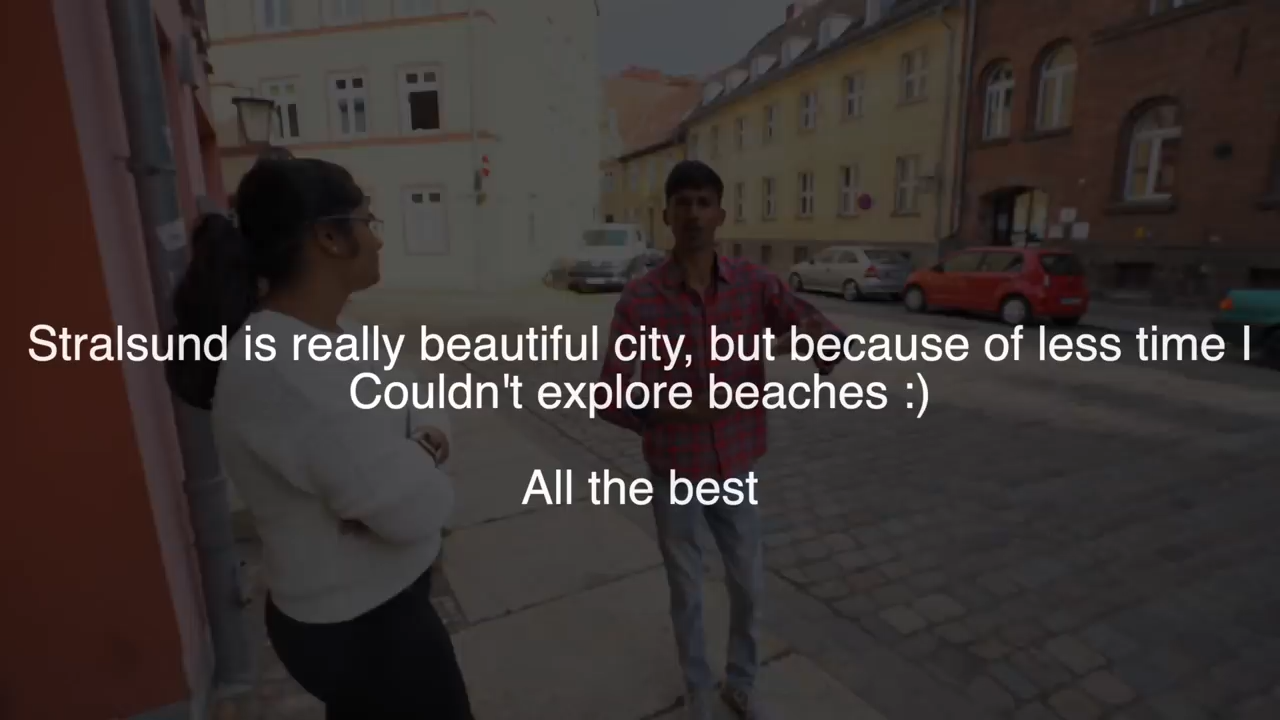 Stralsund is really beautiful city, but because of less time I
Couldn't explore beaches :)
All the best